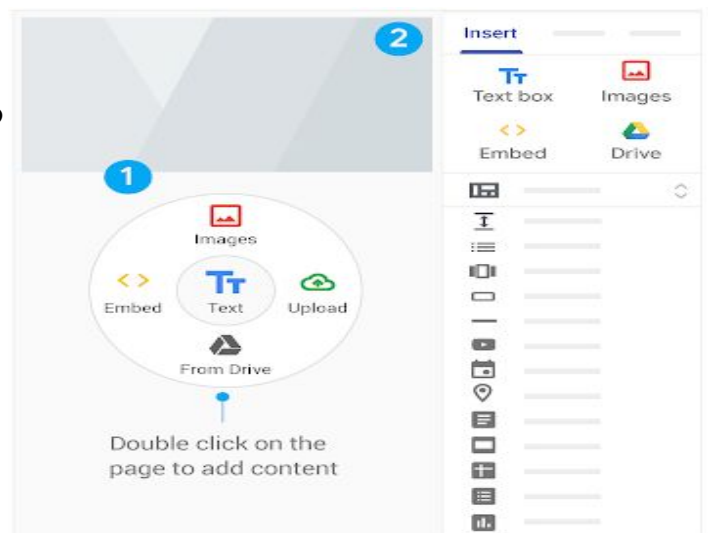 2
Insert
Text box Images
Embed Drive
1
Images
Embed Text Upload
From Drive
Double click on the
page to add content